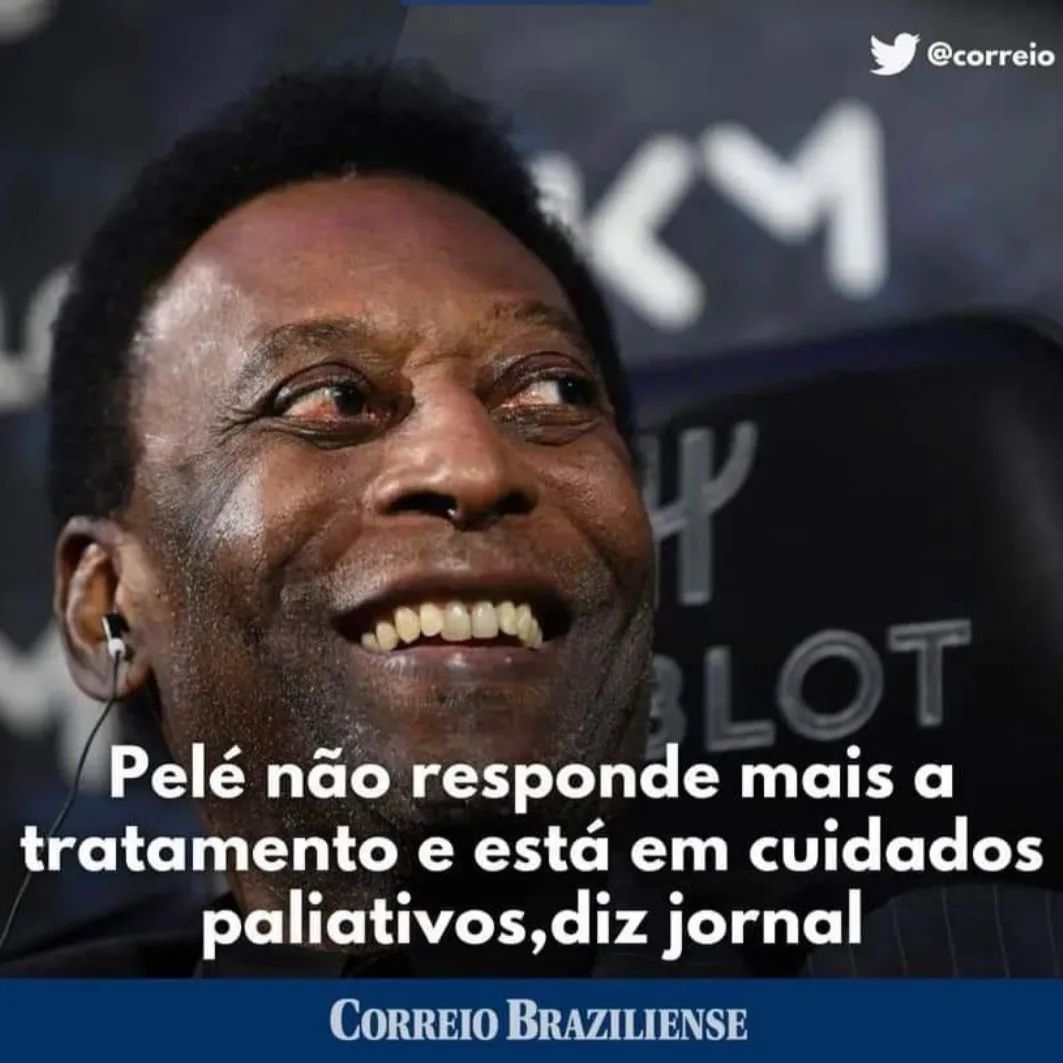 @correio
KM
BLOT
Pelé não responde mais a
tratamento e está em cuidados
paliativos,diz jornal
CORREIO BRAZILIENSE